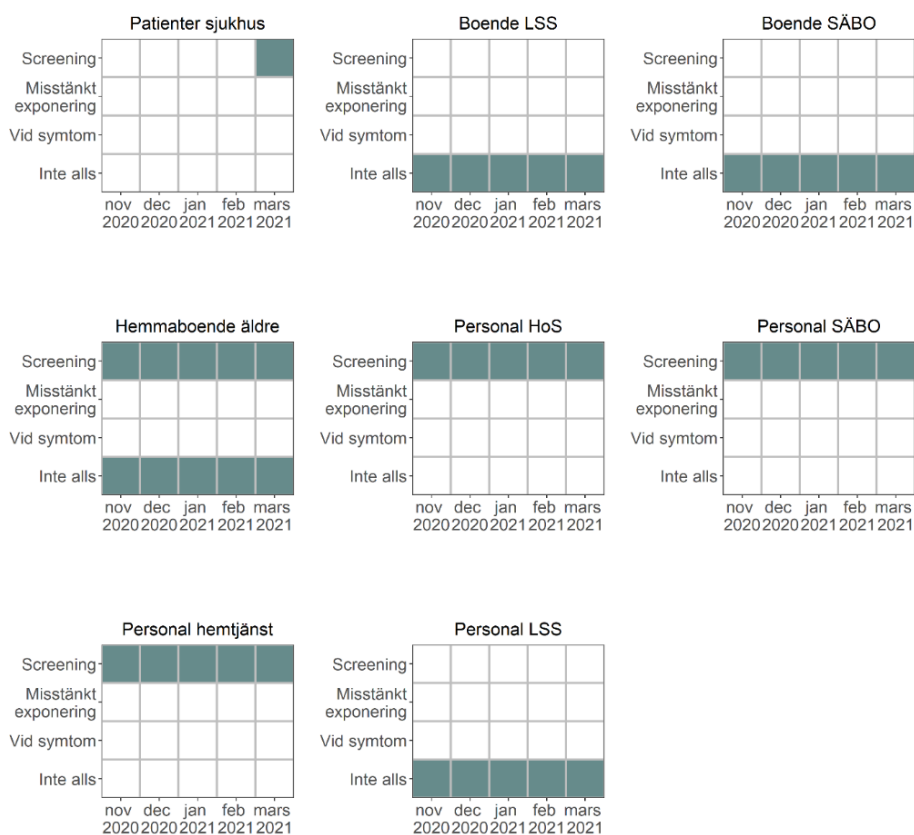 Patienter sjukhus
Screening
Misstänkt
exponering
Vid symtom
Inte alls
nov dec jan feb mars
2020 2020 2021 2021 2021
Boende LSS
Screening
Misstänkt
exponering
Vid symtom
Inte alls
nov dec jan feb mars
2020 2020 2021 2021 2021
Boende SÄBO
Screening
Misstänkt
exponering
Vid symtom
Inte alls
nov dec jan feb mars
2020 2020 2021 2021 2021
Hemmaboende äldre
Screening
Misstänkt
exponering
Vid symtom
Inte alls
nov dec jan feb mars
2020 2020 2021 2021 2021
Personal HoS
Screening
Misstänkt
exponering
Vid symtom
Inte alls
nov dec jan feb mars
2020 2020 2021 2021 2021
Personal SÄBO
Screening
Misstänkt
exponering
Vid symtom
Inte alls
nov dec jan feb mars
2020 2020 2021 2021 2021
Personal hemtjänst
Screening
Misstänkt
exponering
Vid symtom
Inte alls
nov dec jan feb mars
2020 2020 2021 2021 2021
Personal LSS
Screening
Misstänkt
exponering
Vid symtom
Inte alls
nov dec jan feb mars
2020 2020 2021 2021 2021